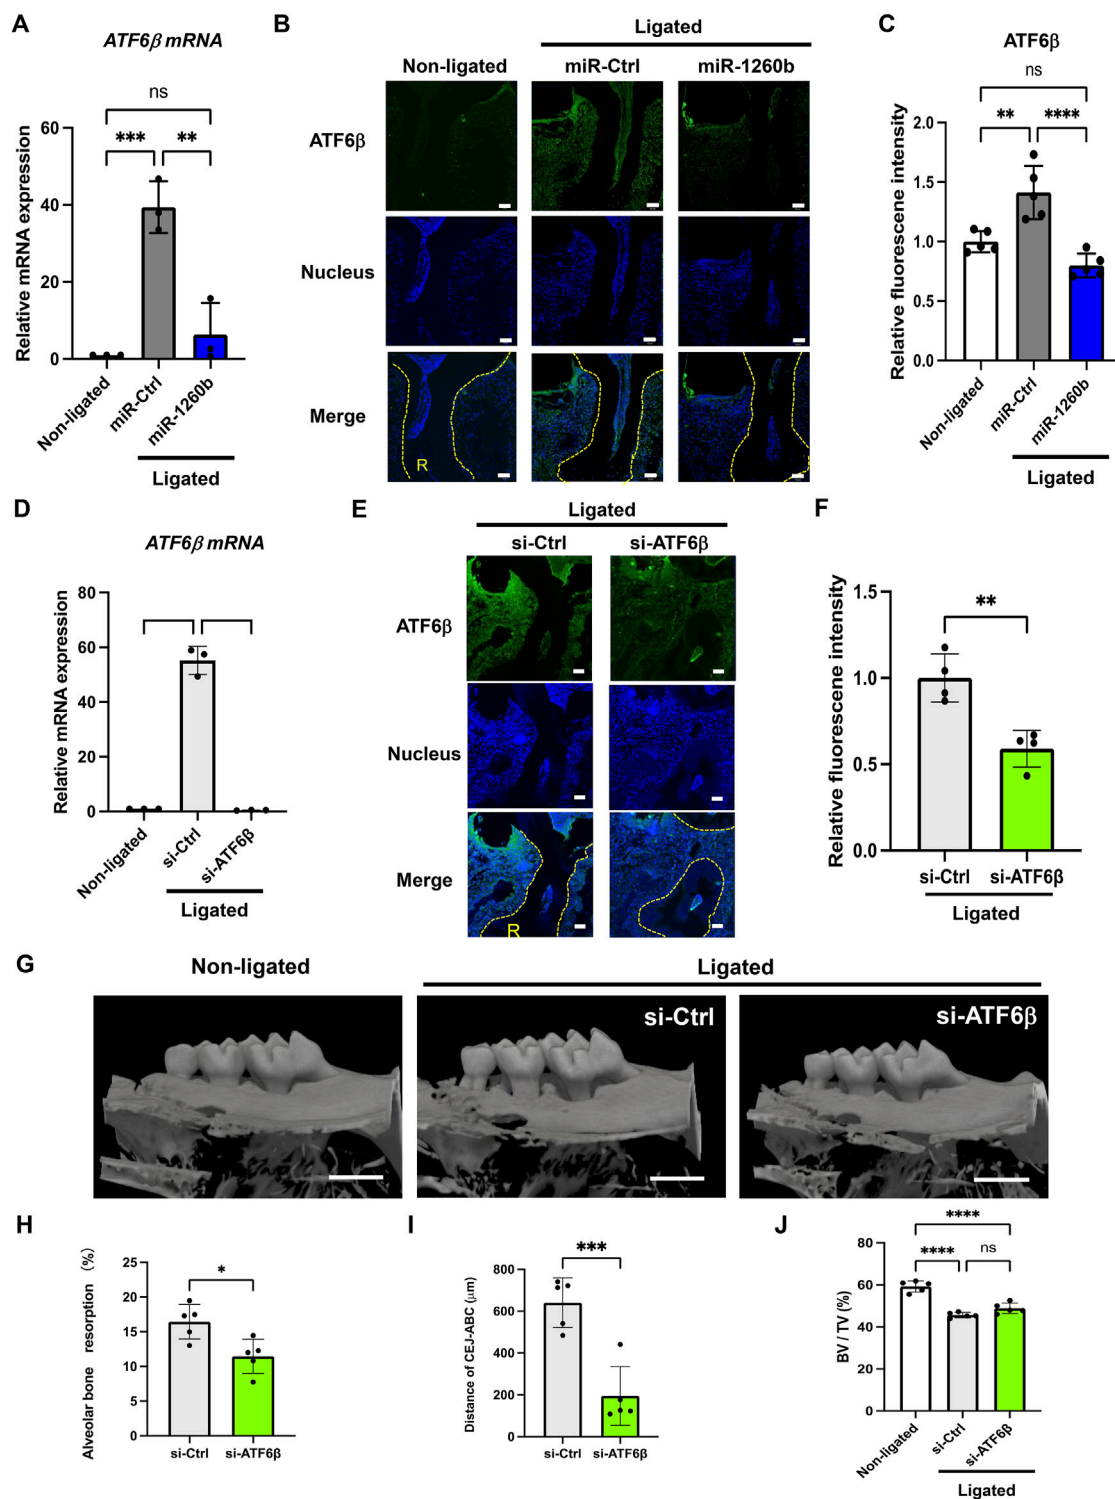 A
ATF6β mRNA
Relative mRNA expression
60
40
20
0
ns
***
**
Non-ligated
miR-Ctrl
miR-1260b
Ligated
B
Ligated
Non-ligated
miR-Ctrl
miR-1260b
ATF6β
Nucleus
Merge
R
C
ATF6β
Relative fluorescene intensity
2.0
1.5
1.0
0.5
0.0
ns
**
****
Non-ligated
miR-Ctrl
miR-1260b
Ligated
D
ATF6β mRNA
Relative mRNA expression
80
60
40
20
0
Non-ligated
si-Ctrl
si-ATF6β
Ligated
E
Ligated
si-Ctrl
si-ATF6β
ATF6β
Nucleus
Merge
R
F
Relative fluorescene intensity
1.5
1.0
0.5
0.0
**
si-Ctrl
si-ATF6β
Ligated
G
Non-ligated
Ligated
si-Ctrl
si-ATF6β
H
Alveolar bone resorption (%)
25
20
15
10
5
0
*
si-Ctrl
si-ATF6β
I
Distance of CEJ-ABC (μm)
800
600
400
200
0
***
si-Ctrl
si-ATF6β
J
BV / TV (%)
80
60
40
20
0
****
****
ns
Non-ligated
si-Ctrl
si-ATF6β
Ligated